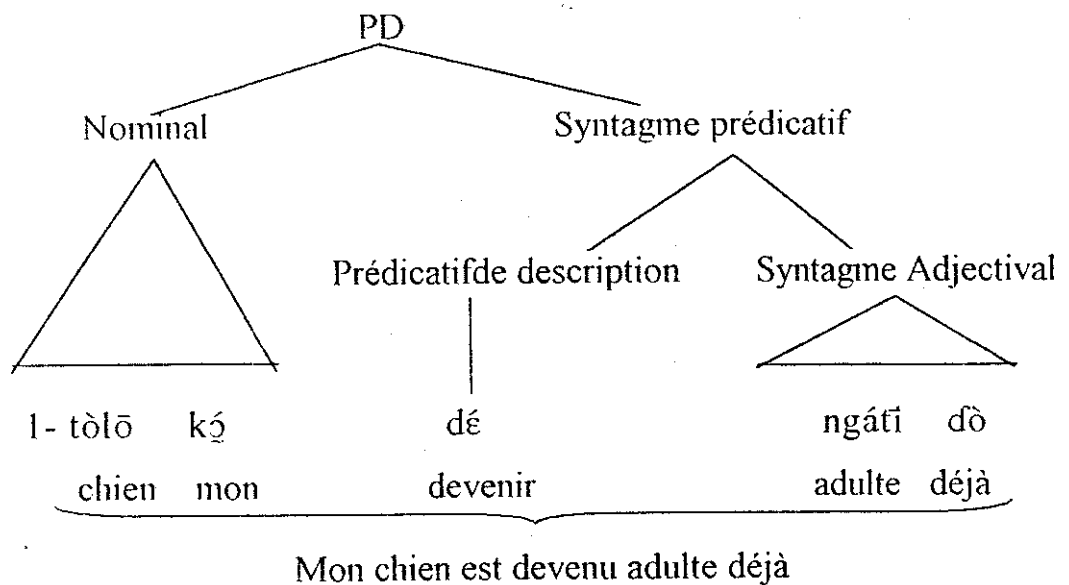 PD
Nominal Syntagme prédicatif
Prédicatifde description Syntagme Adjectival
1- tòlō kɔ̰́ dɛ́ ngátī ɗò
chien mon devenir adulte déjà
Mon chien est devenu adulte déjà